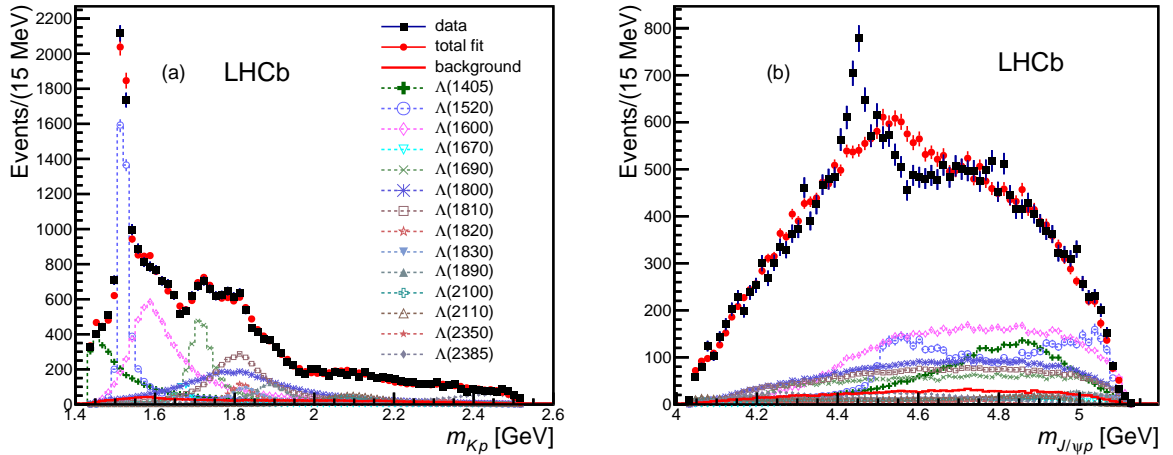 Events/(15 MeV)
2200
2000
1800
1600
1400
1200
1000
800
600
400
200
0
1.4 1.6 1.8 2 2.2 2.4 2.6
m_{Kp} [GeV]
(a)
LHCb
data
total fit
background
Λ(1405)
Λ(1520)
Λ(1600)
Λ(1670)
Λ(1690)
Λ(1800)
Λ(1810)
Λ(1820)
Λ(1830)
Λ(1890)
Λ(2100)
Λ(2110)
Λ(2350)
Λ(2385)
Events/(15 MeV)
800
700
600
500
400
300
200
100
0
4 4.2 4.4 4.6 4.8 5
m_{J/ψp} [GeV]
(b)
LHCb